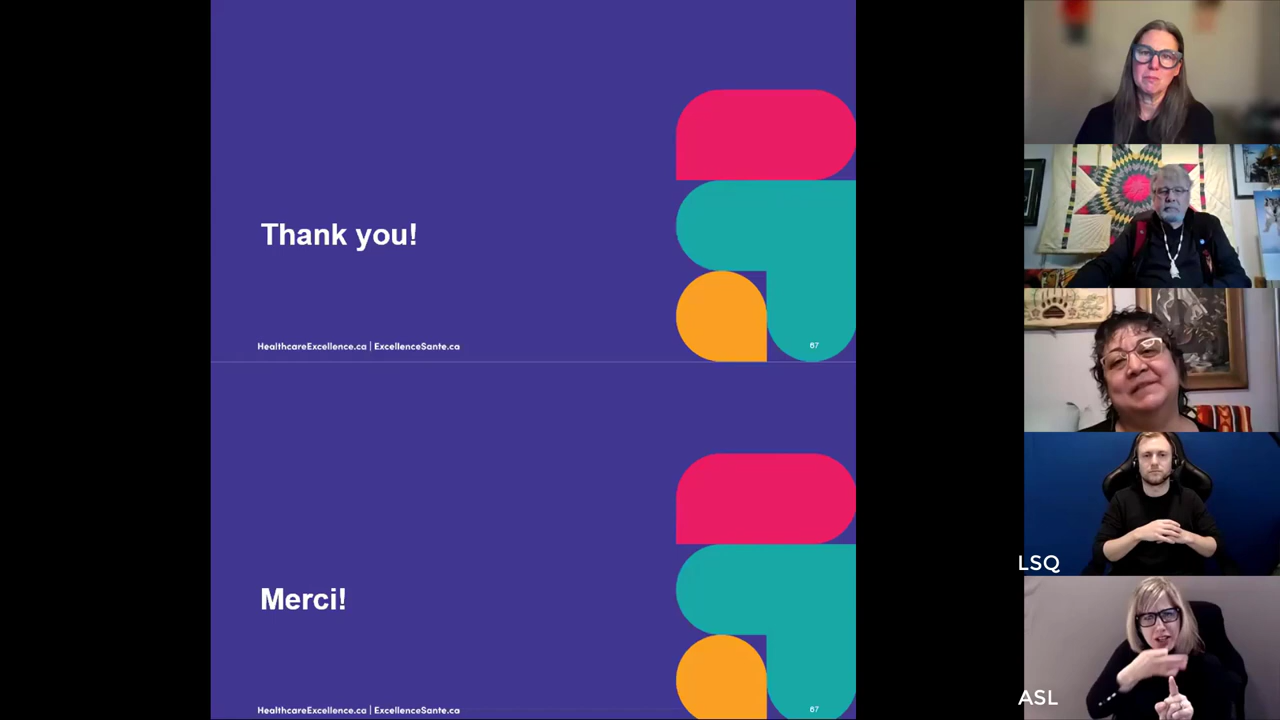 Thank you!
HealthcareExcellence.ca | ExcellenceSante.ca
67
Merci!
HealthcareExcellence.ca | ExcellenceSante.ca
67
LSQ
ASL